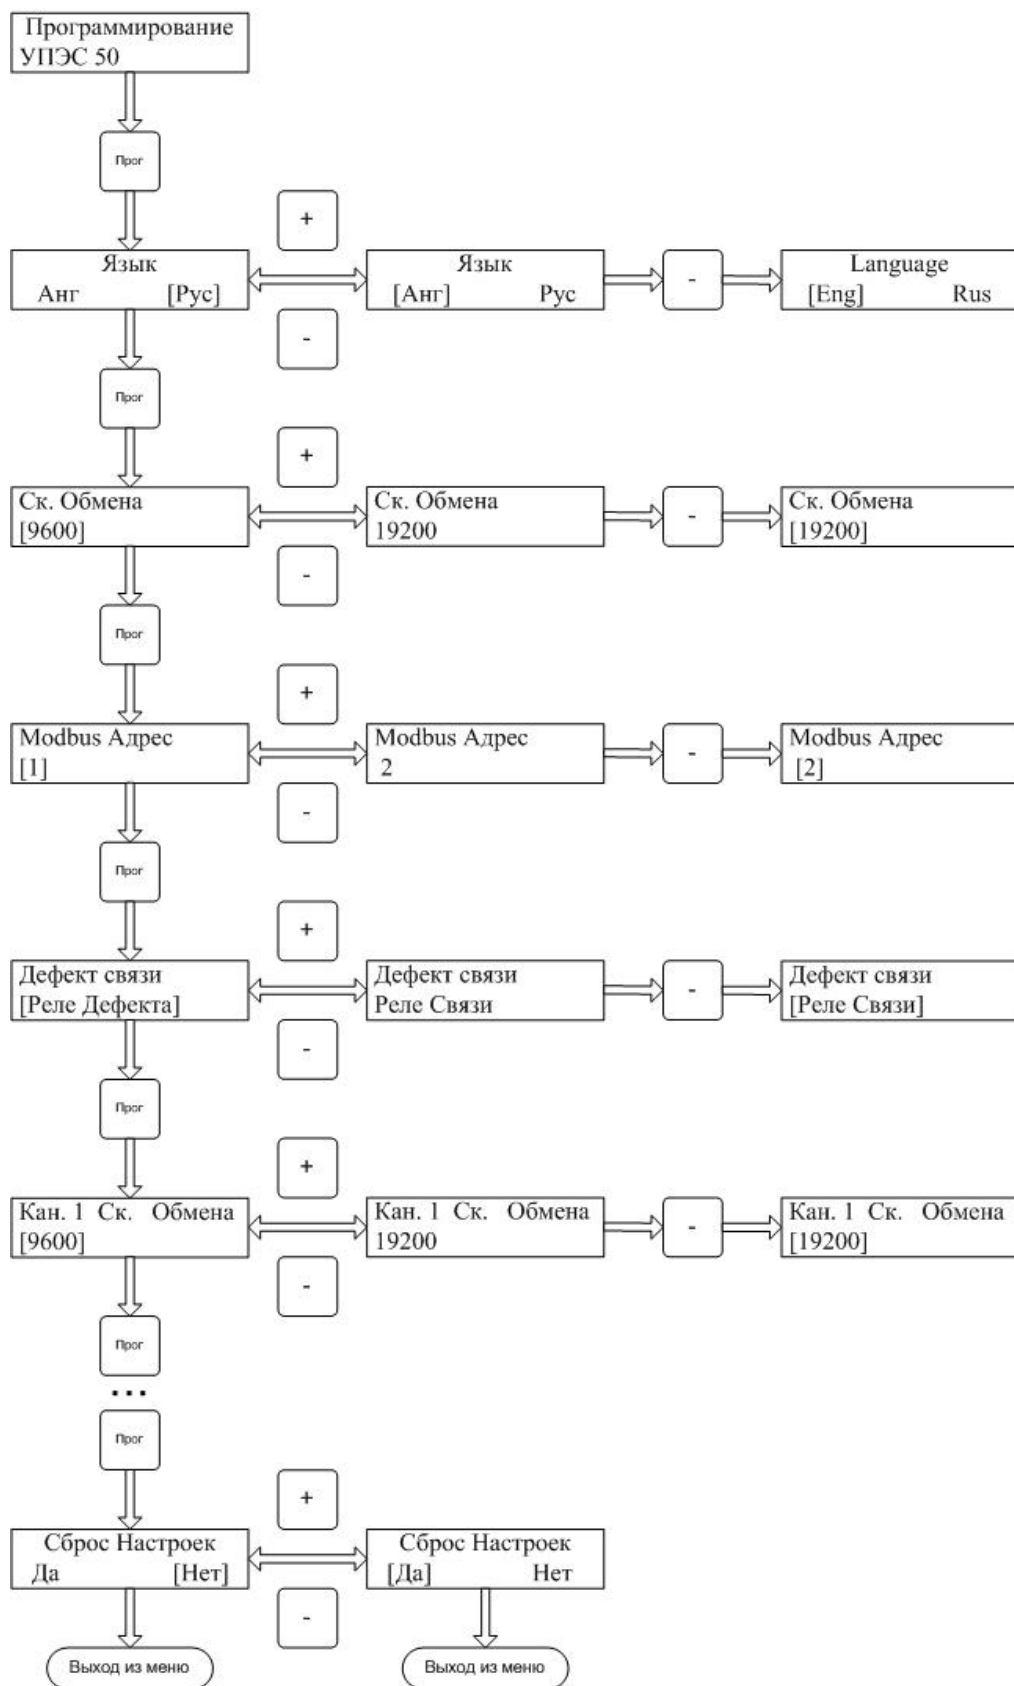 Программирование
УПЭС 50
Прог
+
Язык
Анг [Рус]
Язык
[Анг] Рус
-
Language
[Eng] Rus
-
Прог
+
Ск. Обмена
[9600]
Ск. Обмена
19200
-
Ск. Обмена
[19200]
-
Прог
+
Modbus Адрес
[1]
Modbus Адрес
2
-
Modbus Адрес
[2]
-
Прог
+
Дефект связи
[Реле Дефекта]
Дефект связи
Реле Связи
-
Дефект связи
[Реле Связи]
-
Прог
+
Кан. 1 Ск. Обмена
[9600]
Кан. 1 Ск. Обмена
19200
-
Кан. 1 Ск. Обмена
[19200]
-
Прог
...
Прог
+
Сброс Настроек
Да [Нет]
Сброс Настроек
[Да] Нет
-
Выход из меню
Выход из меню